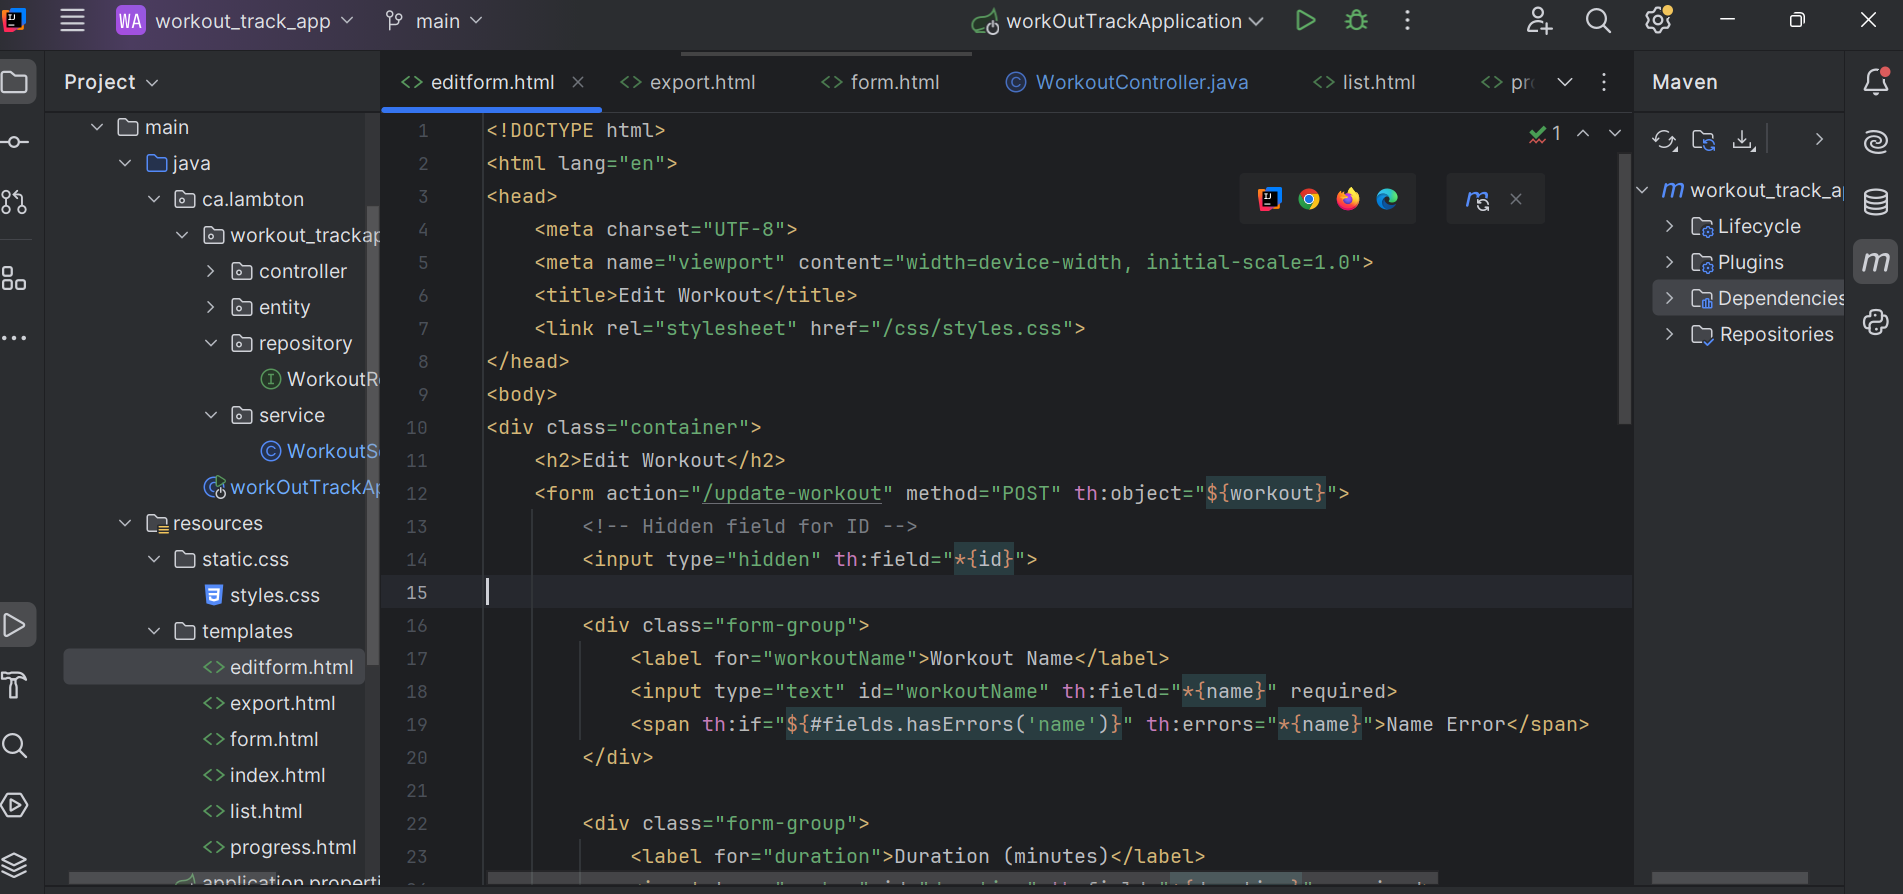 WA workout_track_app main workOutTrackApplication
Project
main
java
ca.lambton
workout_trackap
controller
entity
repository
WorkoutRe
service
WorkoutS
workOutTrackAp
resources
static.css
styles.css
templates
editform.html
export.html
form.html
index.html
list.html
progress.html
application.properti
editform.html export.html form.html WorkoutController.java list.html pr
1 <!DOCTYPE html>
2 <html lang="en">
3 <head>
4 <meta charset="UTF-8">
5 <meta name="viewport" content="width=device-width, initial-scale=1.0">
6 <title>Edit Workout</title>
7 <link rel="stylesheet" href="/css/styles.css">
8 </head>
9 <body>
10 <div class="container">
11 <h2>Edit Workout</h2>
12 <form action="/update-workout" method="POST" th:object="${workout}">
13 <!-- Hidden field for ID -->
14 <input type="hidden" th:field="*{id}">
15
16 <div class="form-group">
17 <label for="workoutName">Workout Name</label>
18 <input type="text" id="workoutName" th:field="*{name}" required>
19 <span th:if="${#fields.hasErrors('name')}" th:errors="*{name}">Name Error</span>
20 </div>
21
22 <div class="form-group">
23 <label for="duration">Duration (minutes)</label>
1
Maven
workout_track_a
Lifecycle
Plugins
Dependencies
Repositories